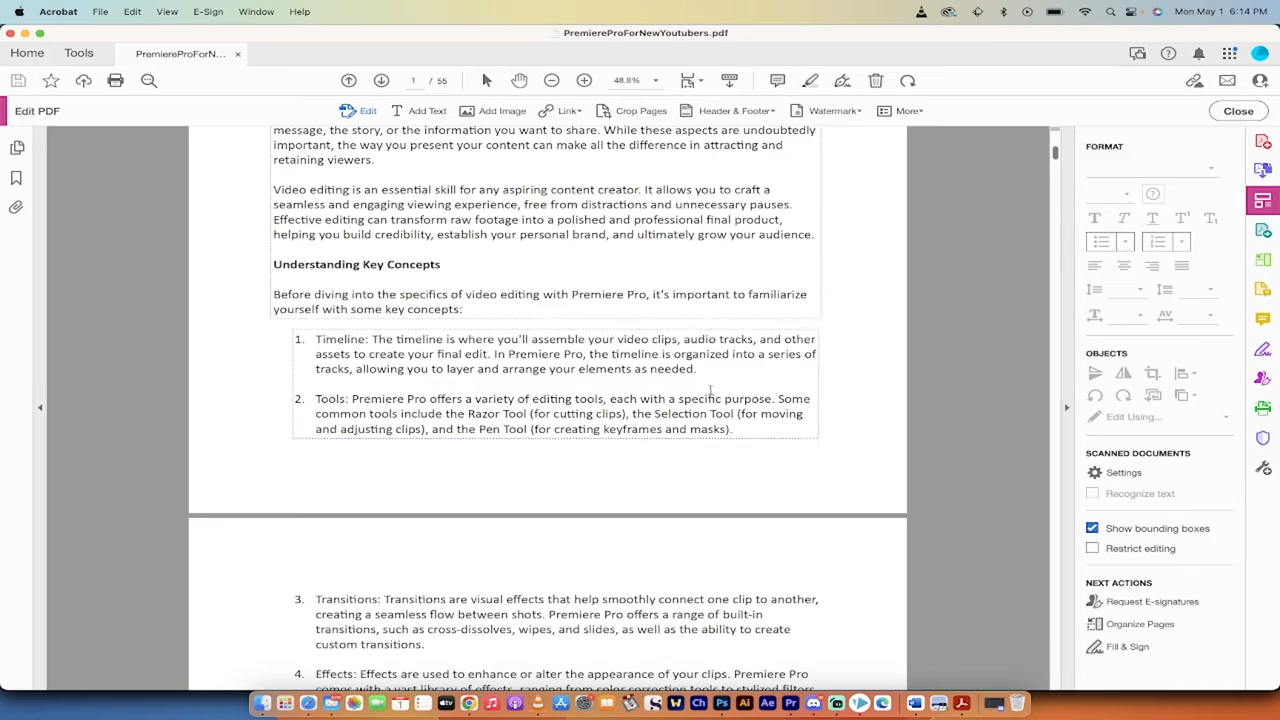 Acrobat File Edit View E-Sign Window Help Mon May 1 6:14 PM
PremiereProForNewYoutubers.pdf
Home Tools PremiereProForN... ×
1 / 55 48.8%
Edit PDF Edit Add Text Add Image Link Crop Pages Header & Footer Watermark More Close
message, the story, or the information you want to share. While these aspects are undoubtedly
important, the way you present your content can make all the difference in attracting and
retaining viewers.
Video editing is an essential skill for any aspiring content creator. It allows you to craft a
seamless and engaging viewing experience, free from distractions and unnecessary pauses.
Effective editing can transform raw footage into a polished and professional final product,
helping you build credibility, establish your personal brand, and ultimately grow your audience.
Understanding Key Concepts
Before diving into the specifics of video editing with Premiere Pro, it's important to familiarize
yourself with some key concepts:
1. Timeline: The timeline is where you'll assemble your video clips, audio tracks, and other
assets to create your final edit. In Premiere Pro, the timeline is organized into a series of
tracks, allowing you to layer and arrange your elements as needed.
2. Tools: Premiere Pro offers a variety of editing tools, each with a specific purpose. Some
common tools include the Razor Tool (for cutting clips), the Selection Tool (for moving
and adjusting clips), and the Pen Tool (for creating keyframes and masks).
3. Transitions: Transitions are visual effects that help smoothly connect one clip to another,
creating a seamless flow between shots. Premiere Pro offers a range of built-in
transitions, such as cross-dissolves, wipes, and slides, as well as the ability to create
custom transitions.
4. Effects: Effects are used to enhance or alter the appearance of your clips. Premiere Pro
comes with a vast library of effects, ranging from color correction tools to stylized filters
FORMAT
OBJECTS
Edit Using...
SCANNED DOCUMENTS
Settings
Recognize text
Show bounding boxes
Restrict editing
NEXT ACTIONS
Request E-signatures
Organize Pages
Fill & Sign